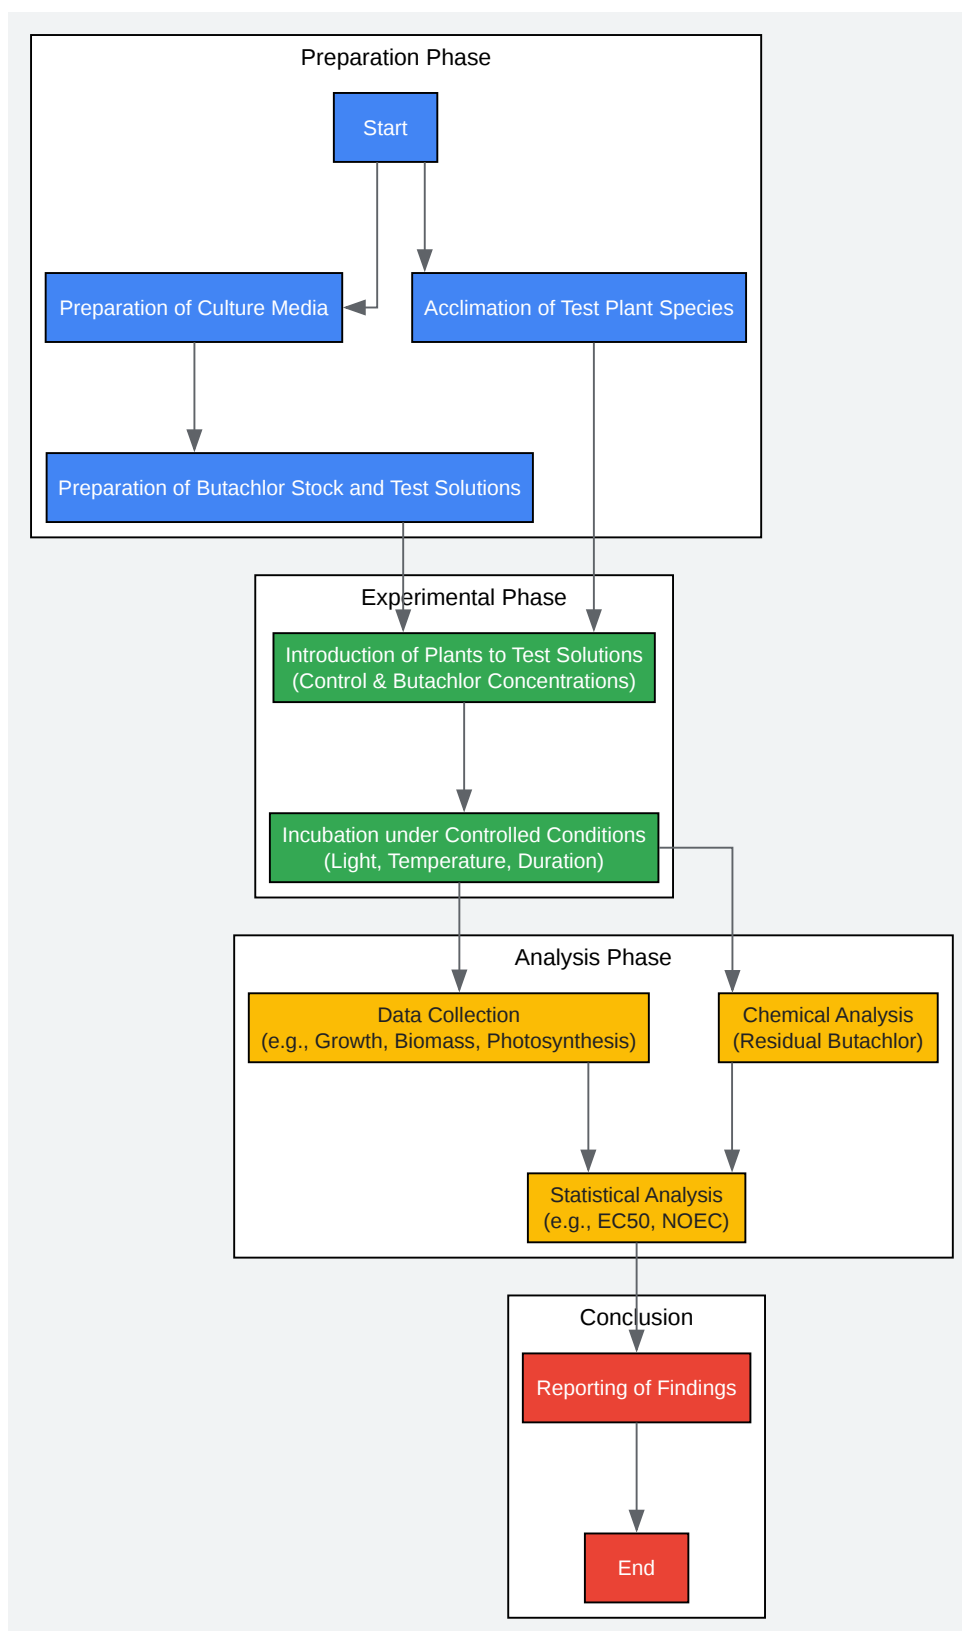 Preparation Phase
Start
Preparation of Culture Media
Acclimation of Test Plant Species
Preparation of Butachlor Stock and Test Solutions
Experimental Phase
Introduction of Plants to Test Solutions
(Control & Butachlor Concentrations)
Incubation under Controlled Conditions
(Light, Temperature, Duration)
Analysis Phase
Data Collection
(e.g., Growth, Biomass, Photosynthesis)
Chemical Analysis
(Residual Butachlor)
Statistical Analysis
(e.g., EC50, NOEC)
Conclusion
Reporting of Findings
End